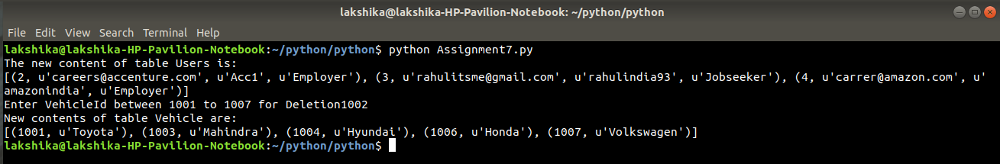 lakshika@lakshika-HP-Pavilion-Notebook: ~/python/python
File Edit View Search Terminal Help
lakshika@lakshika-HP-Pavilion-Notebook:~/python/python$ python Assignment7.py
The new content of table Users is:
[(2, u'careers@accenture.com', u'Acc1', u'Employer'), (3, u'rahulitsme@gmail.com', u'rahulindia93', u'Jobseeker'), (4, u'carrer@amazon.com', u'
amazonindia', u'Employer')]
Enter VehicleId between 1001 to 1007 for Deletion1002
New contents of table Vehicle are:
[(1001, u'Toyota'), (1003, u'Mahindra'), (1004, u'Hyundai'), (1006, u'Honda'), (1007, u'Volkswagen')]
lakshika@lakshika-HP-Pavilion-Notebook:~/python/python$